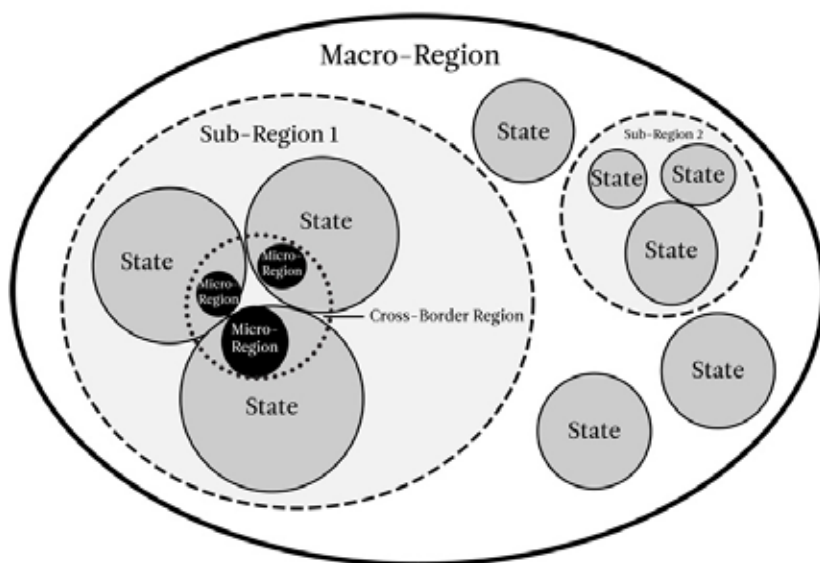 Macro-Region
Sub-Region 1
State
Sub-Region 2
State
State
State
State
State
Micro-
Region
Micro-
Region
Cross-Border Region
Micro-
Region
State
State
State